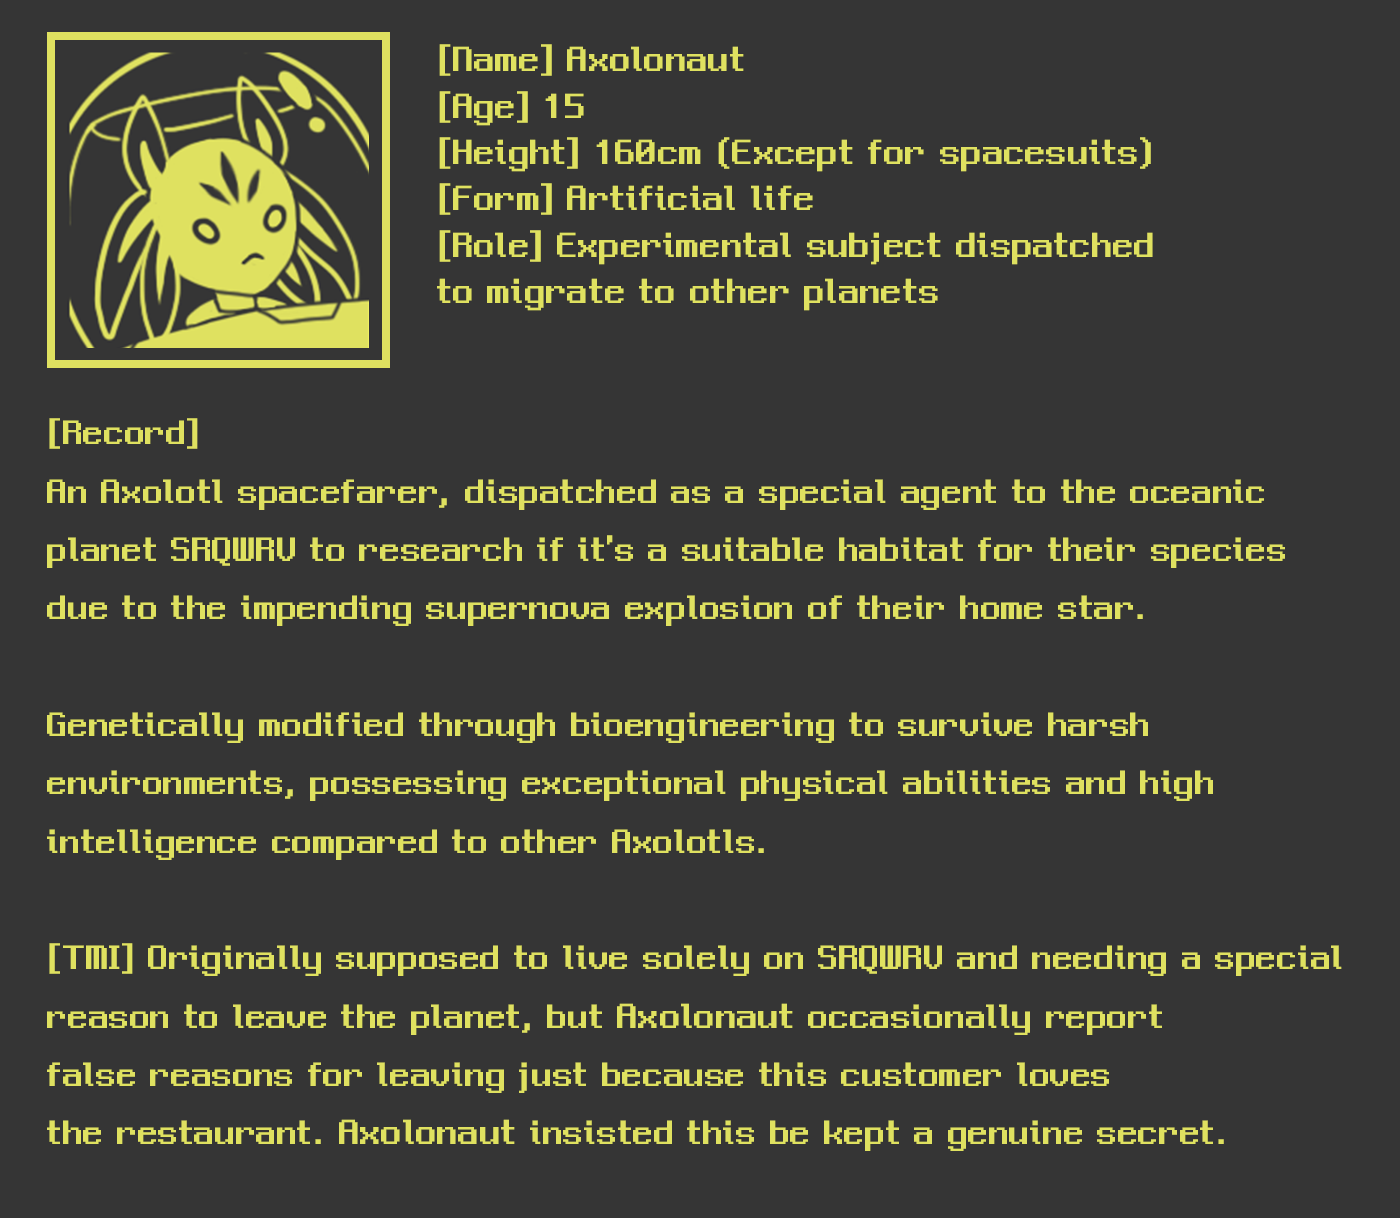 [Name] Axolonaut
[Age] 15
[Height] 160cm (Except for spacesuits)
[Form] Artificial life
[Role] Experimental subject dispatched
to migrate to other planets
[Record]
An Axolotl spacefarer, dispatched as a special agent to the oceanic
planet SRQWRV to research if it's a suitable habitat for their species
due to the impending supernova explosion of their home star.
Genetically modified through bioengineering to survive harsh
environments, possessing exceptional physical abilities and high
intelligence compared to other Axolotls.
[TMI] Originally supposed to live solely on SRQWRV and needing a special
reason to leave the planet, but Axolonaut occasionally report
false reasons for leaving just because this customer loves
the restaurant. Axolonaut insisted this be kept a genuine secret.